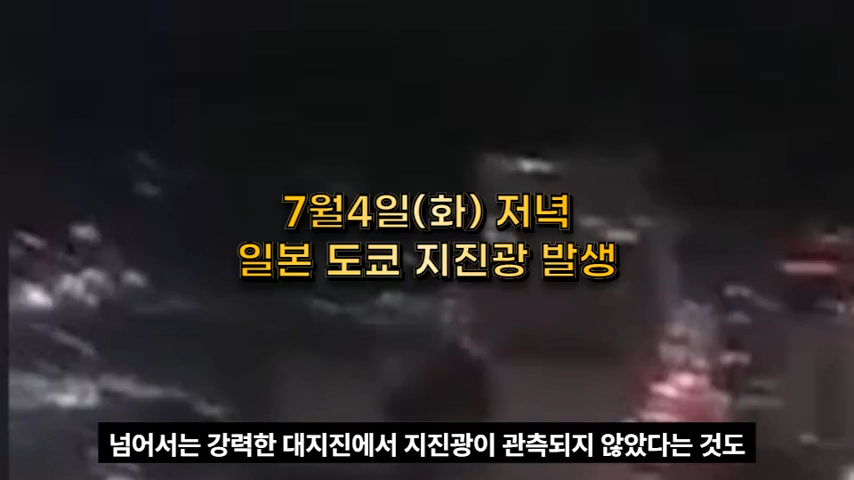 7월4일(화) 저녁
일본 도쿄 지진광 발생
넘어서는 강력한 대지진에서 지진광이 관측되지 않았다는 것도